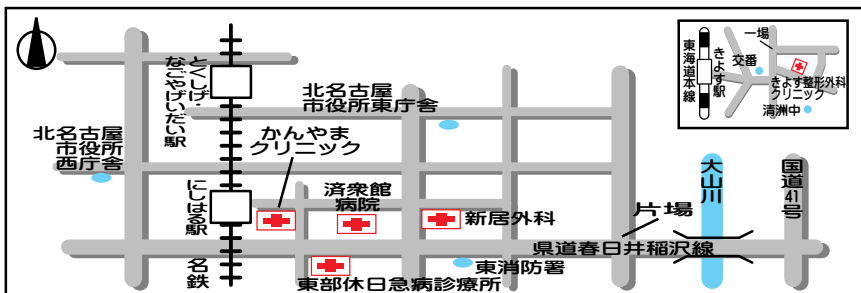 とくしげ・
なごやげいだい駅
北名古屋
市役所東庁舎
北名古屋
市役所
西庁舎
かんやま
クリニック
にしはる駅
済衆館
病院
新居外科
片場
大山川
国道41号
県道春日井稲沢線
名鉄
東部休日急病診療所
東消防署
一場
東海道本線
きよす駅
交番
きよす整形外科
クリニック
清洲中